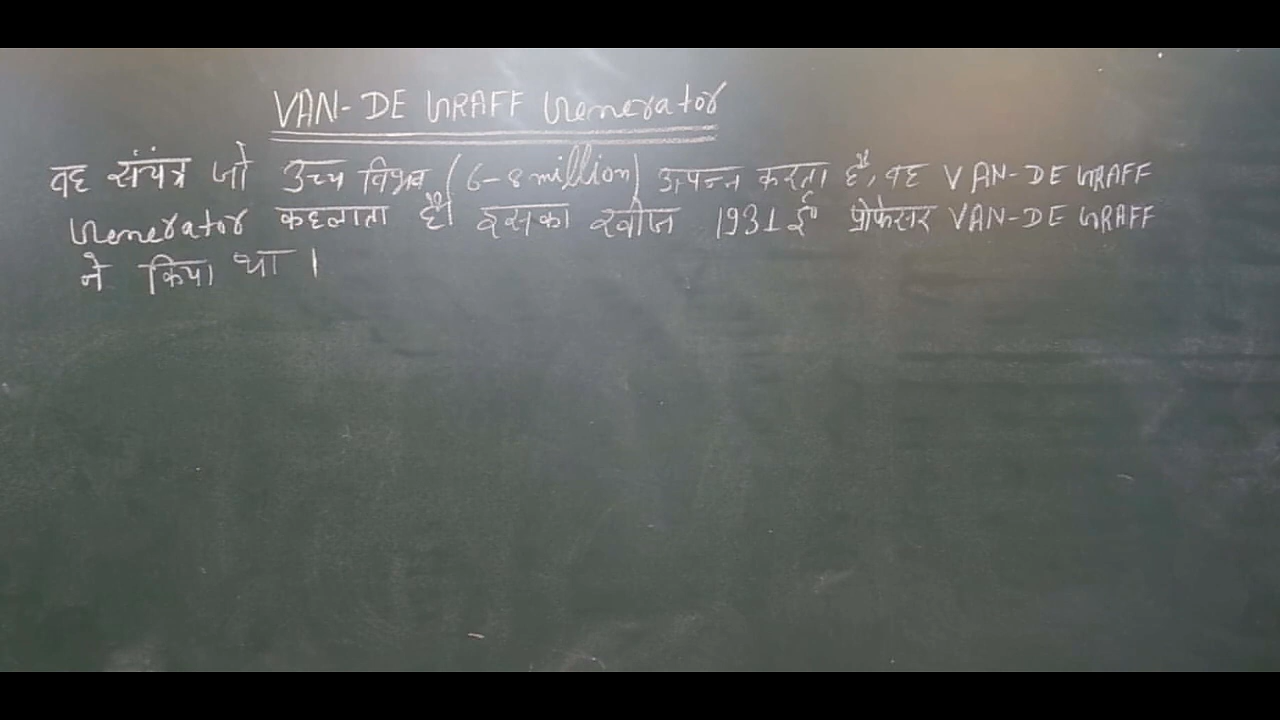 VAN-DE GRAFF Generator
वह संयंत्र जो उच्च विभव (6-8 million) उत्पन्न करता है, वह VAN-DE GRAFF
Generator कहलाता है। इसका खोज 1931 ई० प्रोफेसर VAN-DE GRAFF
ने किया था।